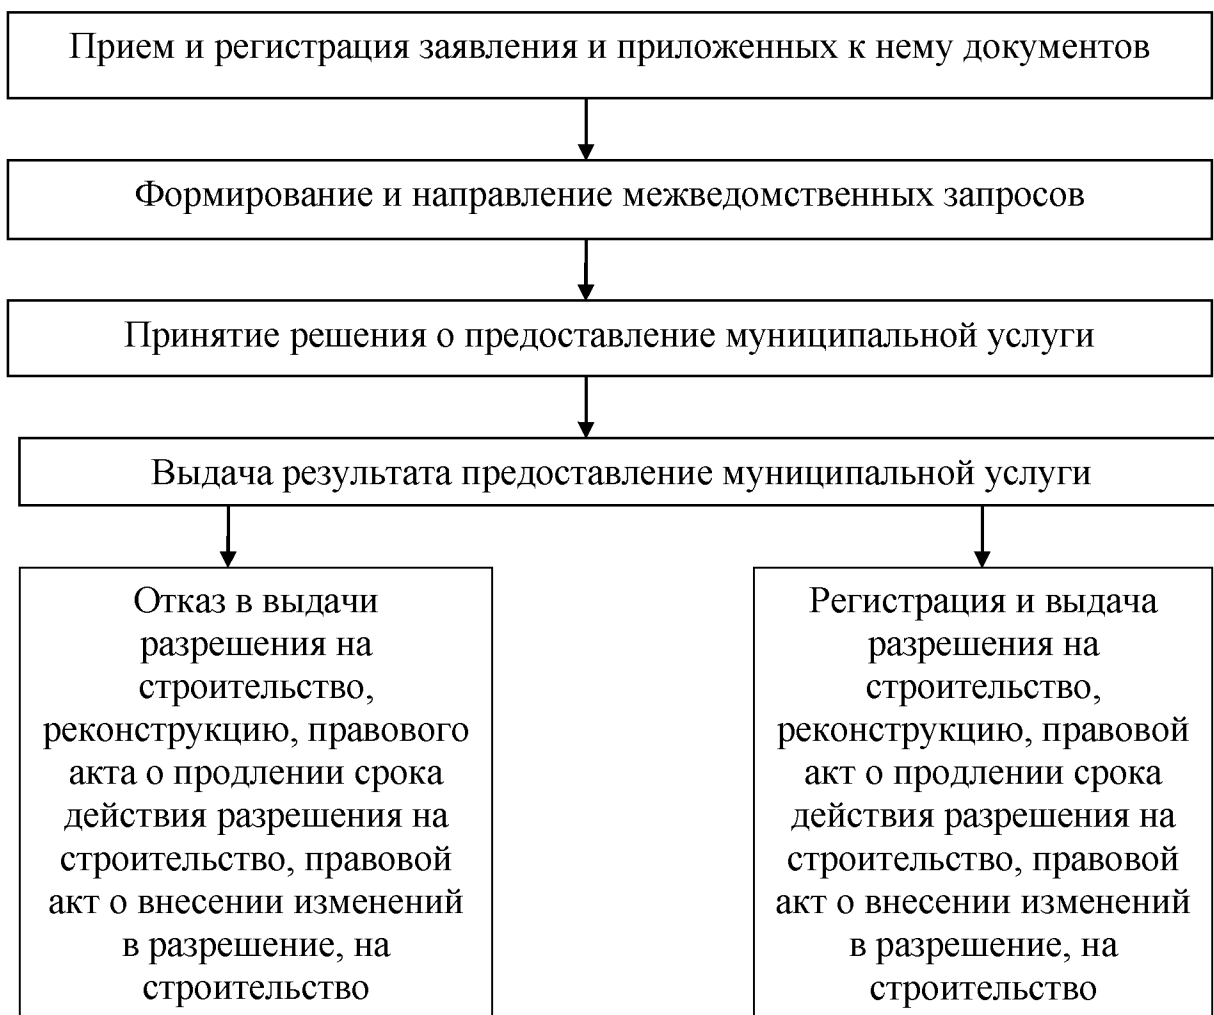 Прием и регистрация заявления и приложенных к нему документов
Формирование и направление межведомственных запросов
Принятие решения о предоставление муниципальной услуги
Выдача результата предоставление муниципальной услуги
Отказ в выдачи
разрешения на
строительство,
реконструкцию, правового
акта о продлении срока
действия разрешения на
строительство, правовой
акт о внесении изменений
в разрешение, на
строительство
Регистрация и выдача
разрешения на
строительство,
реконструкцию, правовой
акт о продлении срока
действия разрешения на
строительство, правовой
акт о внесении изменений
в разрешение, на
строительство